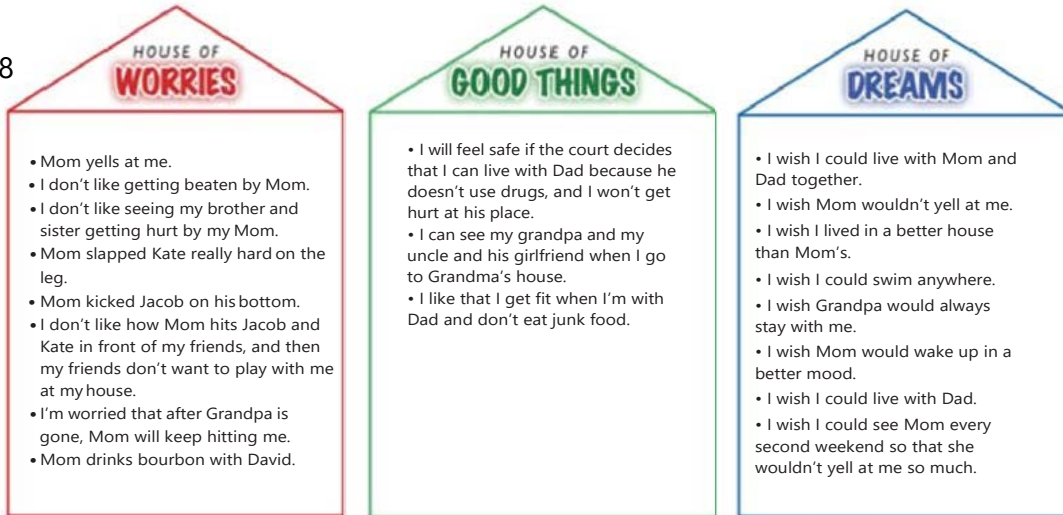 8
HOUSE OF
WORRIES
• Mom yells at me.
• I don't like getting beaten by Mom.
• I don't like seeing my brother and
sister getting hurt by my Mom.
• Mom slapped Kate really hard on the
leg.
• Mom kicked Jacob on his bottom.
• I don't like how Mom hits Jacob and
Kate in front of my friends, and then
my friends don't want to play with me
at my house.
• I'm worried that after Grandpa is
gone, Mom will keep hitting me.
• Mom drinks bourbon with David.
HOUSE OF
GOOD THINGS
• I will feel safe if the court decides
that I can live with Dad because he
doesn't use drugs, and I won't get
hurt at his place.
• I can see my grandpa and my
uncle and his girlfriend when I go
to Grandma's house.
• I like that I get fit when I'm with
Dad and don't eat junk food.
HOUSE OF
DREAMS
• I wish I could live with Mom and
Dad together.
• I wish Mom wouldn't yell at me.
• I wish I lived in a better house
than Mom's.
• I wish I could swim anywhere.
• I wish Grandpa would always
stay with me.
• I wish Mom would wake up in a
better mood.
• I wish I could live with Dad.
• I wish I could see Mom every
second weekend so that she
wouldn't yell at me so much.